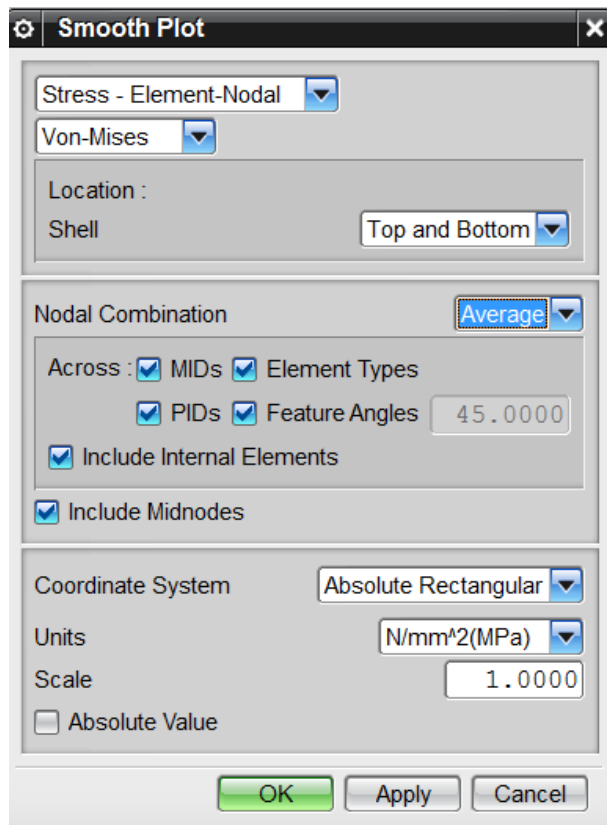 Smooth Plot
Stress - Element-Nodal
Von-Mises
Location :
Shell Top and Bottom
Nodal Combination Average
Across : MIDs Element Types
PIDs Feature Angles 45.0000
Include Internal Elements
Include Midnodes
Coordinate System Absolute Rectangular
Units N/mm^2(MPa)
Scale 1.0000
Absolute Value
OK Apply Cancel